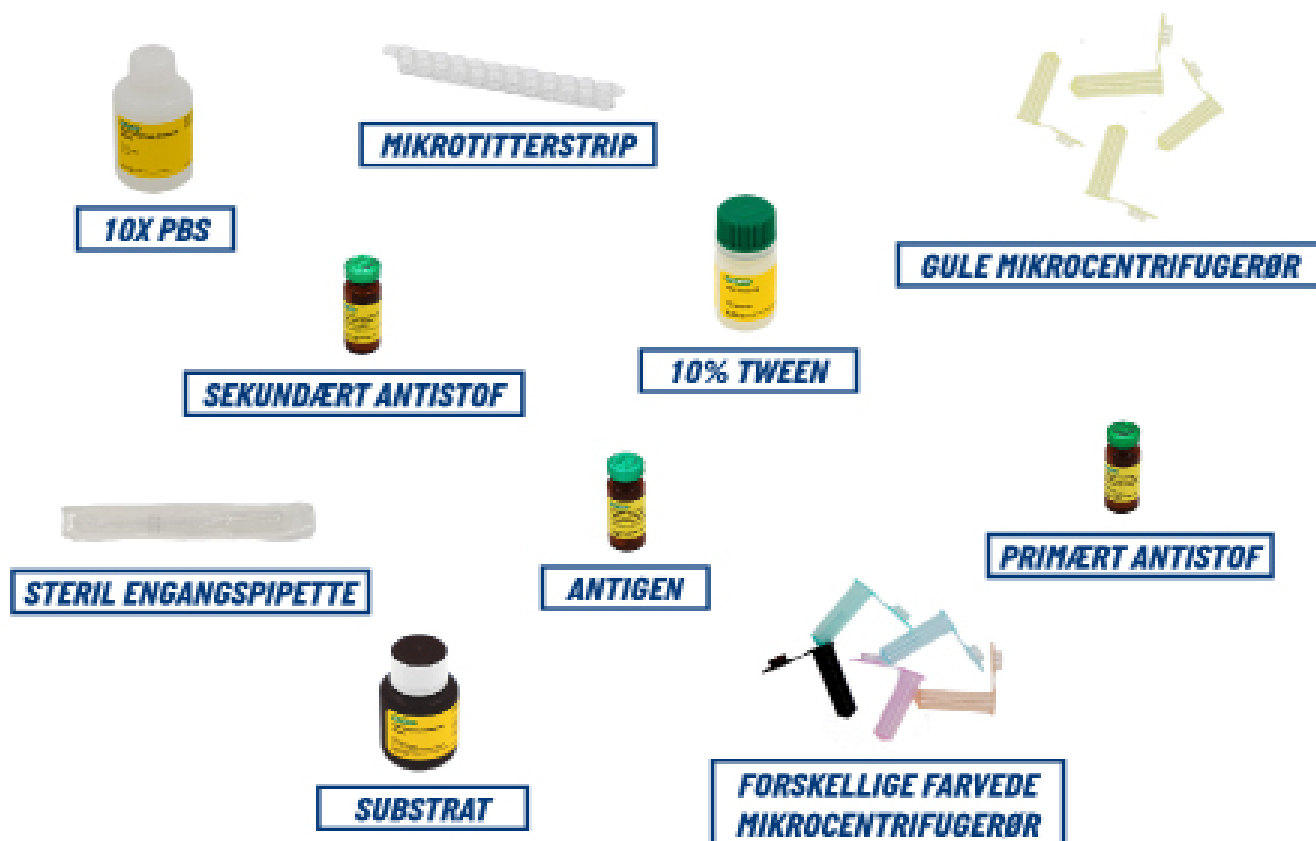 MIKROTITTERSTRIP
10X PBS
GULE MIKROCENTRIFUGERØR
10% TWEEN
SEKUNDÆRT ANTISTOF
PRIMÆRT ANTISTOF
STERIL ENGANGSPIPETTE
ANTIGEN
SUBSTRAT
FORSKELLIGE FARVEDE
MIKROCENTRIFUGERØR